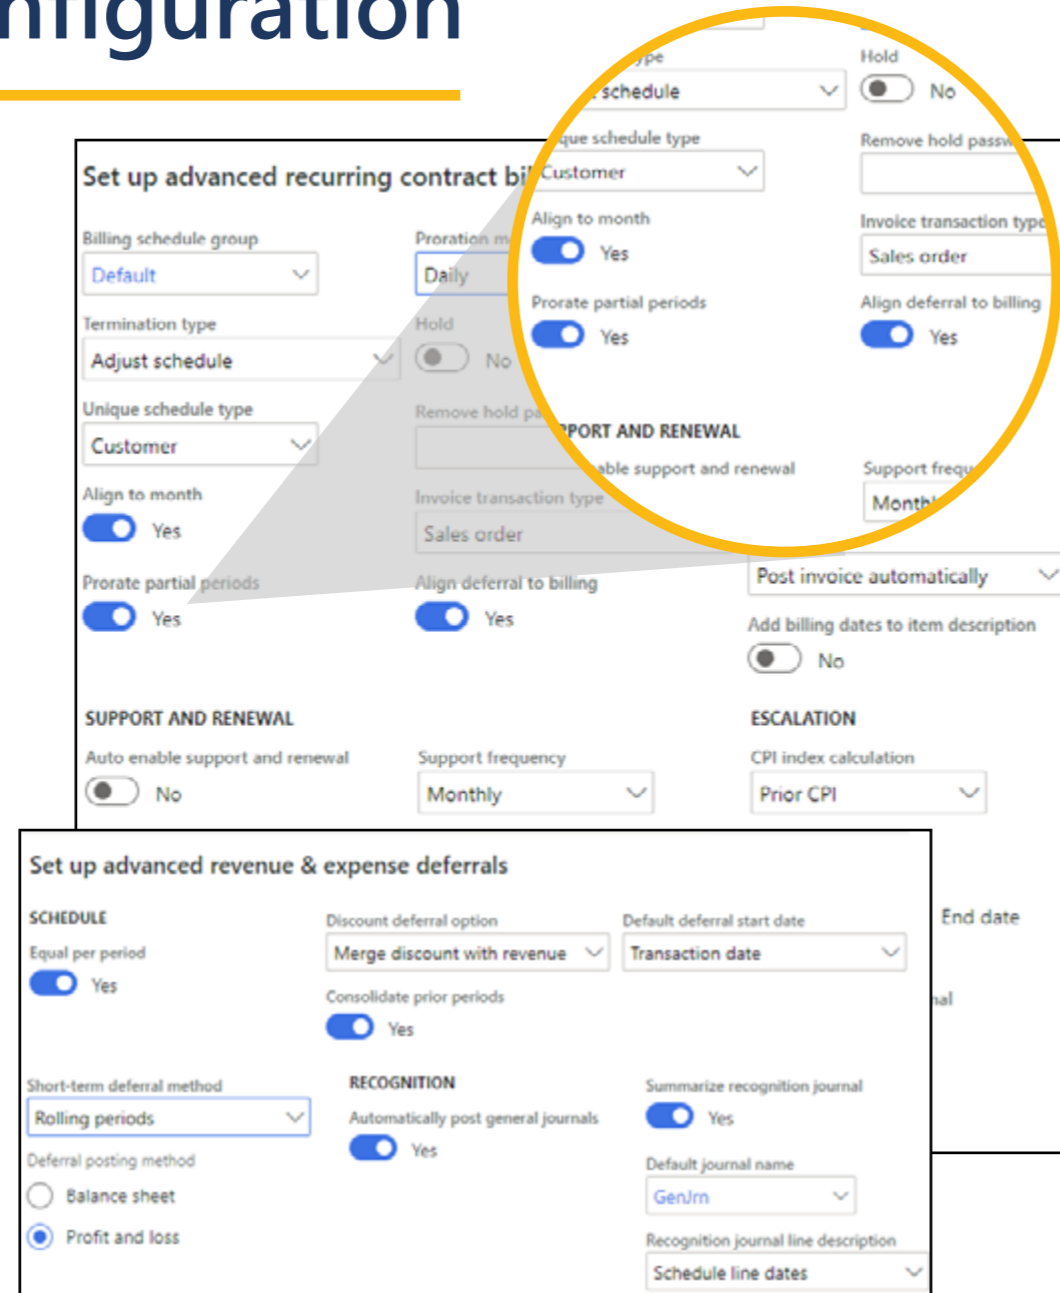 nfiguration
Set up advanced recurring contract bil
Billing schedule group
Default
Proration m
Daily
Termination type
Adjust schedule
Hold
No
Unique schedule type
Customer
Remove hold pa
Align to month
Yes
Invoice transaction type
Sales order
Prorate partial periods
Yes
Align deferral to billing
Yes
ype
schedule
Hold
No
que schedule type
Customer
Remove hold passw
Align to month
Yes
Invoice transaction type
Sales order
Prorate partial periods
Yes
Align deferral to billing
Yes
PORT AND RENEWAL
able support and renewal
Support frequ
Month
Post invoice automatically
Add billing dates to item description
No
SUPPORT AND RENEWAL
Auto enable support and renewal
No
Support frequency
Monthly
ESCALATION
CPI index calculation
Prior CPI
End date
nal
Set up advanced revenue & expense deferrals
SCHEDULE
Equal per period
Yes
Discount deferral option
Merge discount with revenue
Default deferral start date
Transaction date
Consolidate prior periods
Yes
Short-term deferral method
Rolling periods
Deferral posting method
Balance sheet
Profit and loss
RECOGNITION
Automatically post general journals
Yes
Summarize recognition journal
Yes
Default journal name
GenJrn
Recognition journal line description
Schedule line dates